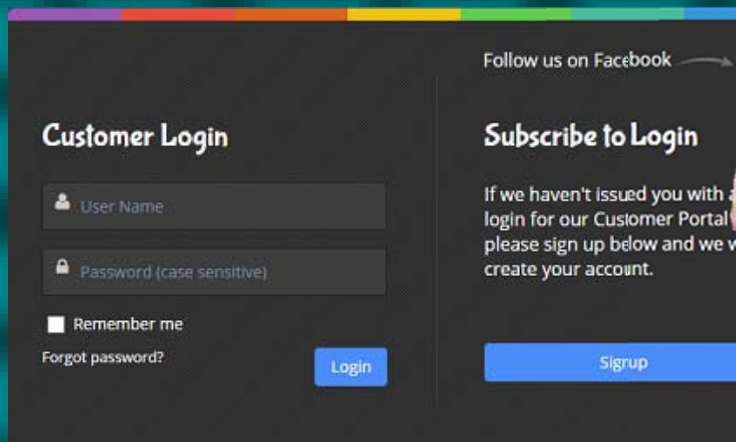 Follow us on Facebook
Customer Login
User Name
Password (case sensitive)
Remember me
Forgot password?
Login
Subscribe to Login
If we haven't issued you with a
login for our Customer Portal
please sign up below and we
create your account.
Signup